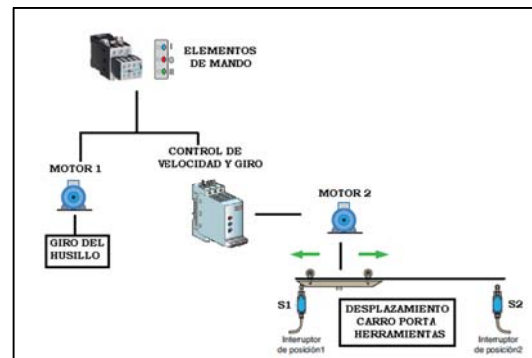 ELEMENTOS
DE MANDO
I
O
II
CONTROL DE
VELOCIDAD Y GIRO
MOTOR 1
MOTOR 2
GIRO DEL
HUSILLO
S1
S2
DESPLAZAMIENTO
CARRO PORTA
HERRAMIENTAS
Interruptor
de posición1
Interruptor
de posición2